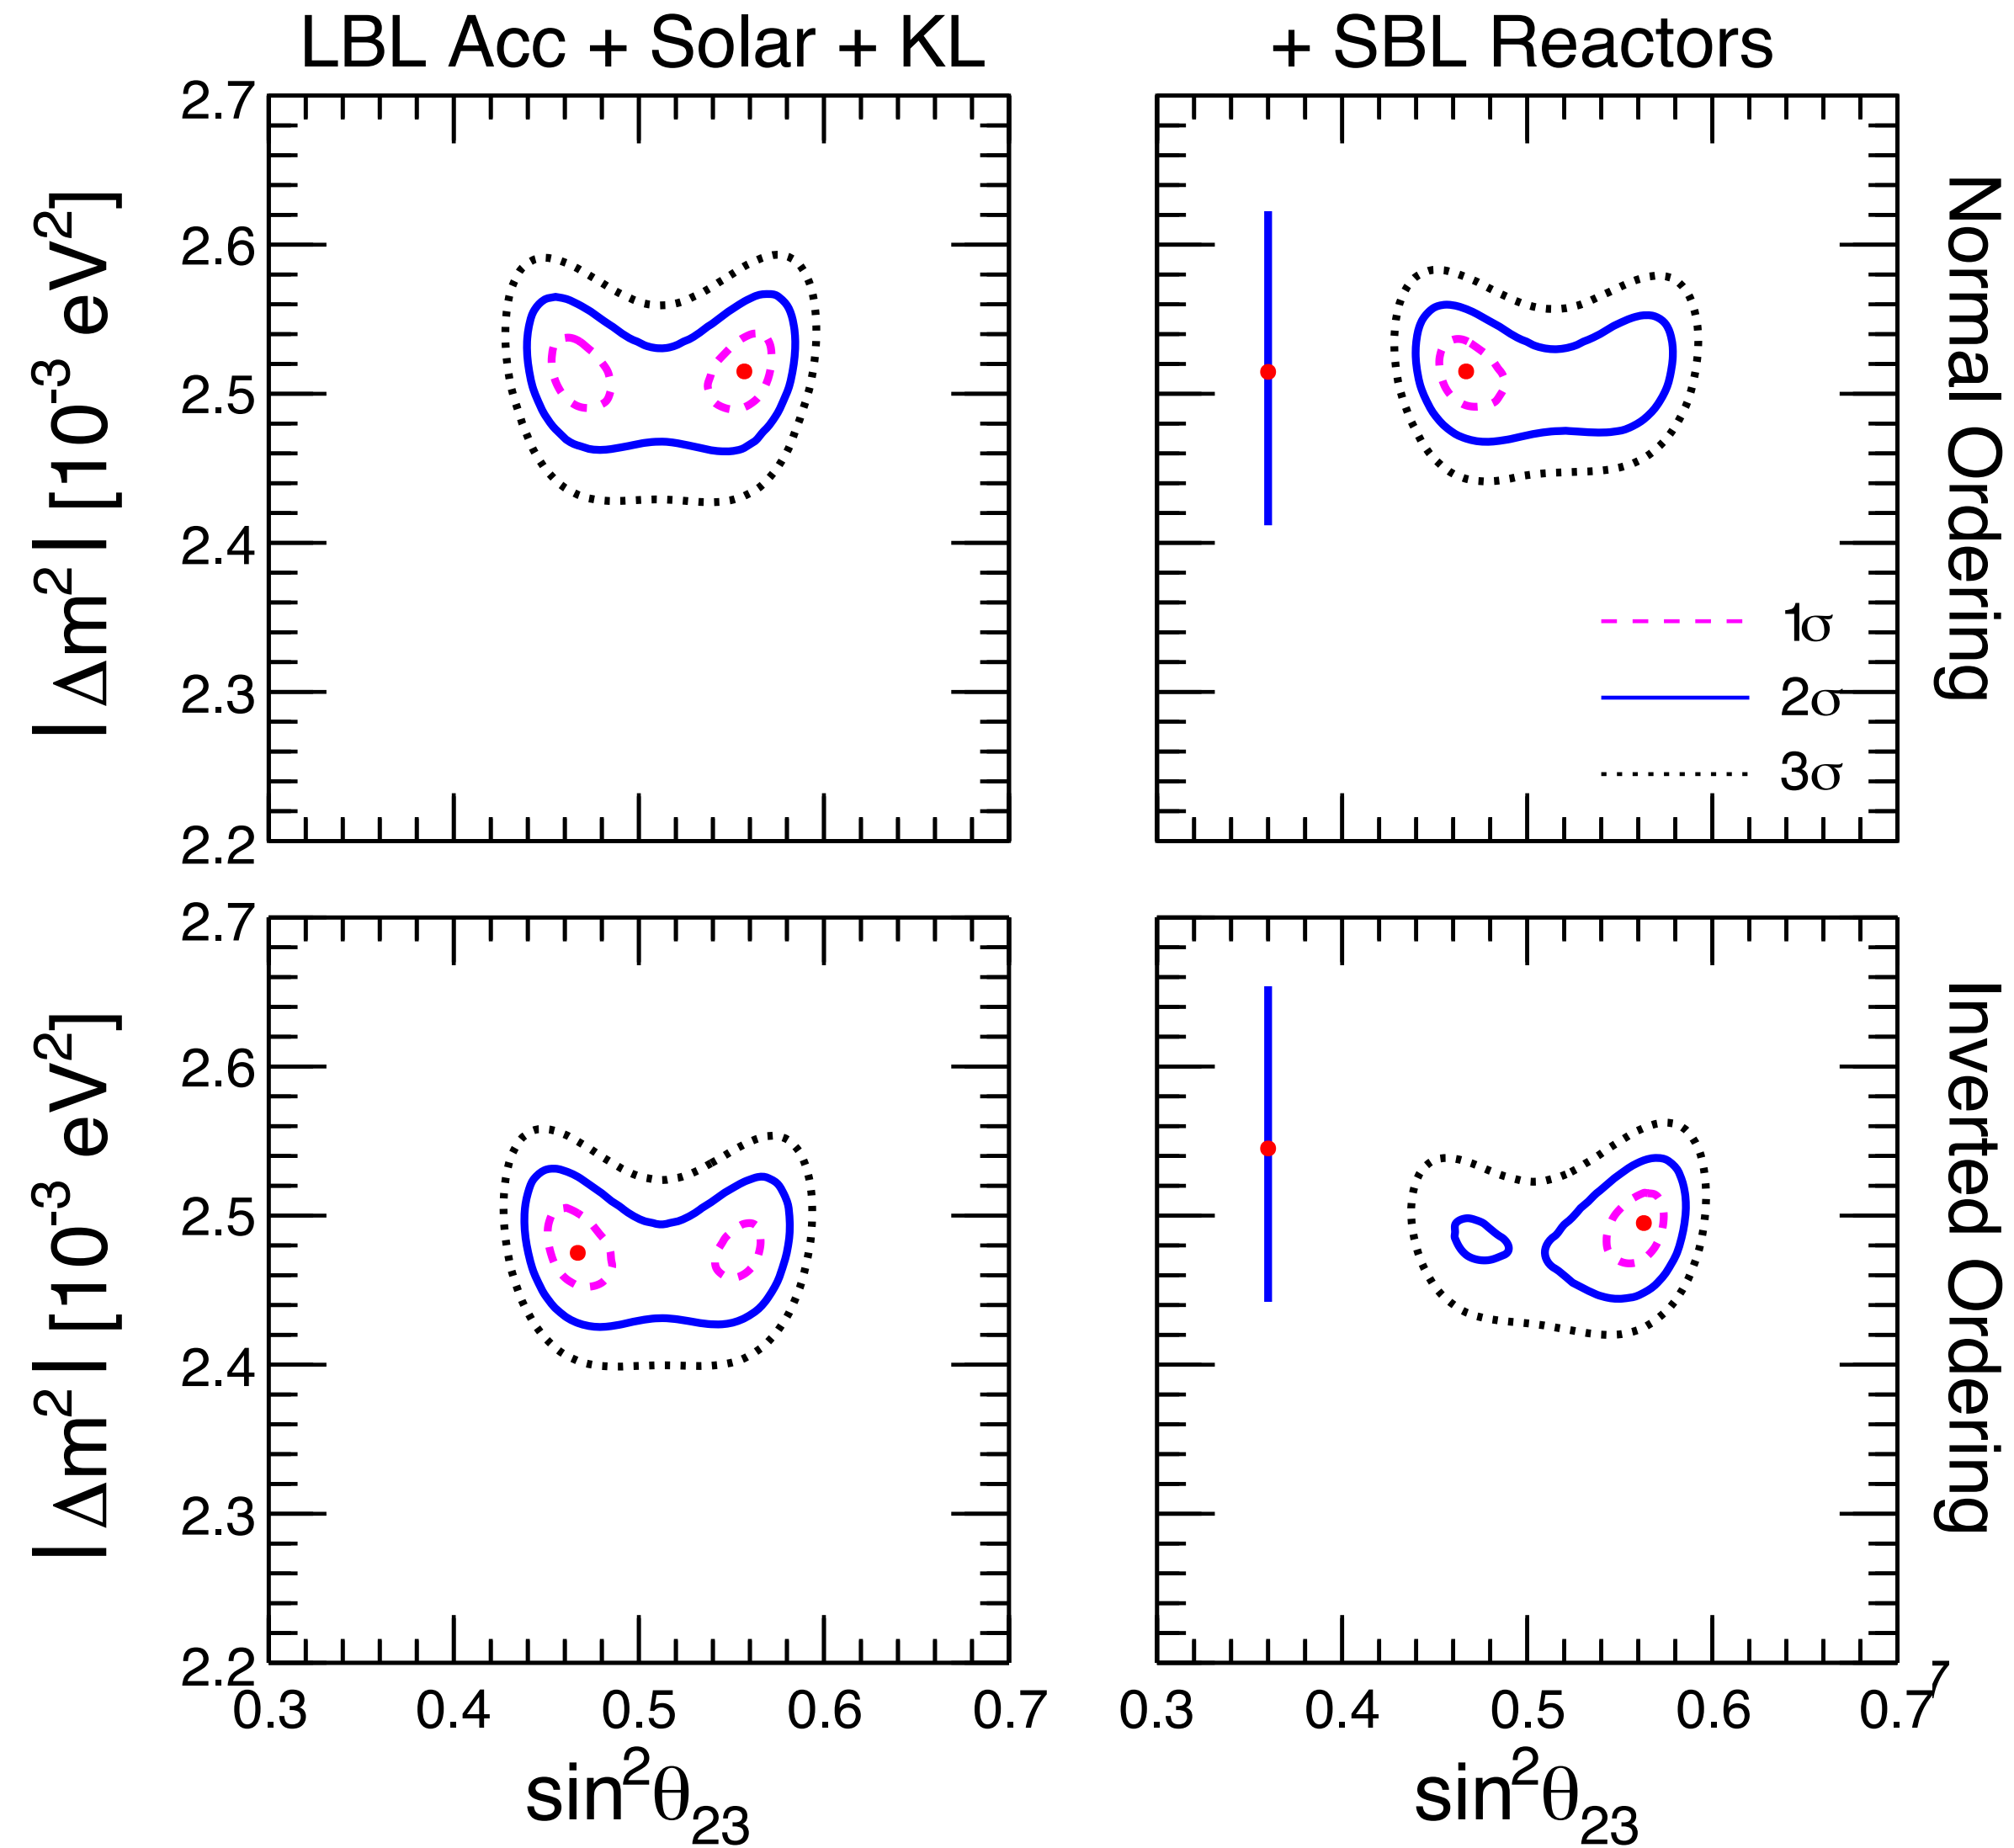 LBL Acc + Solar + KL
+ SBL Reactors
2.7
2.6
2.5
2.4
2.3
2.2
|Δm²| [10⁻³ eV²]
Normal Ordering
1σ
2σ
3σ
2.7
2.6
2.5
2.4
2.3
2.2
|Δm²| [10⁻³ eV²]
Inverted Ordering
0.3 0.4 0.5 0.6 0.7
0.3 0.4 0.5 0.6 0.7
sin²θ₂₃
sin²θ₂₃